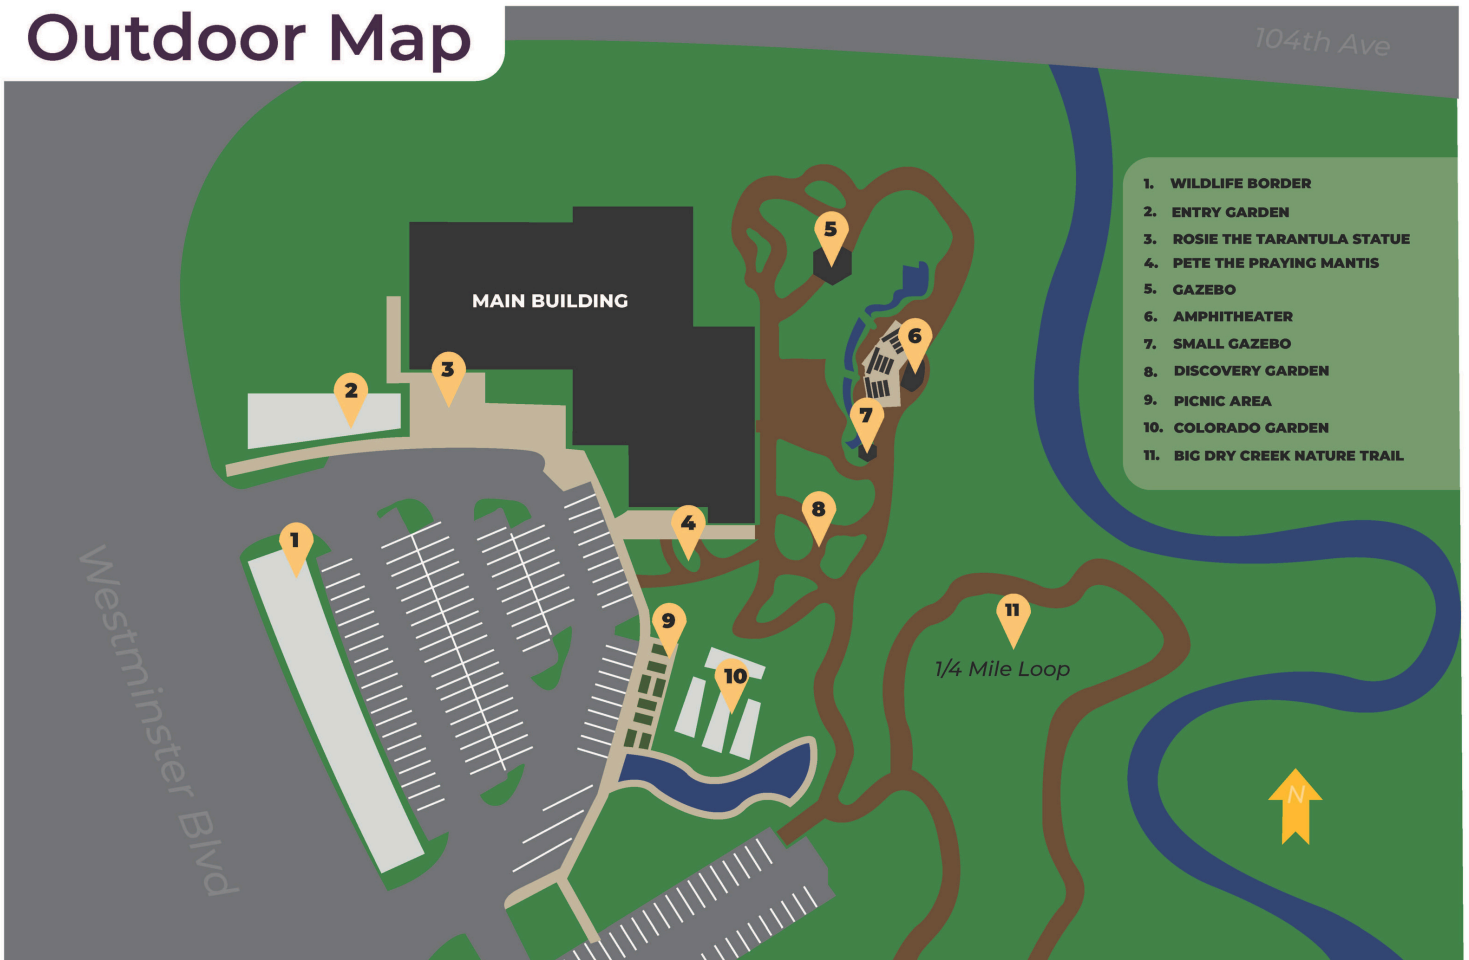 Outdoor Map
104th Ave
1. WILDLIFE BORDER
2. ENTRY GARDEN
3. ROSIE THE TARANTULA STATUE
4. PETE THE PRAYING MANTIS
5. GAZEBO
6. AMPHITHEATER
7. SMALL GAZEBO
8. DISCOVERY GARDEN
9. PICNIC AREA
10. COLORADO GARDEN
11. BIG DRY CREEK NATURE TRAIL
5
MAIN BUILDING
6
3
2
7
8
4
1
11
9
1/4 Mile Loop
10
Westminster Blvd
N